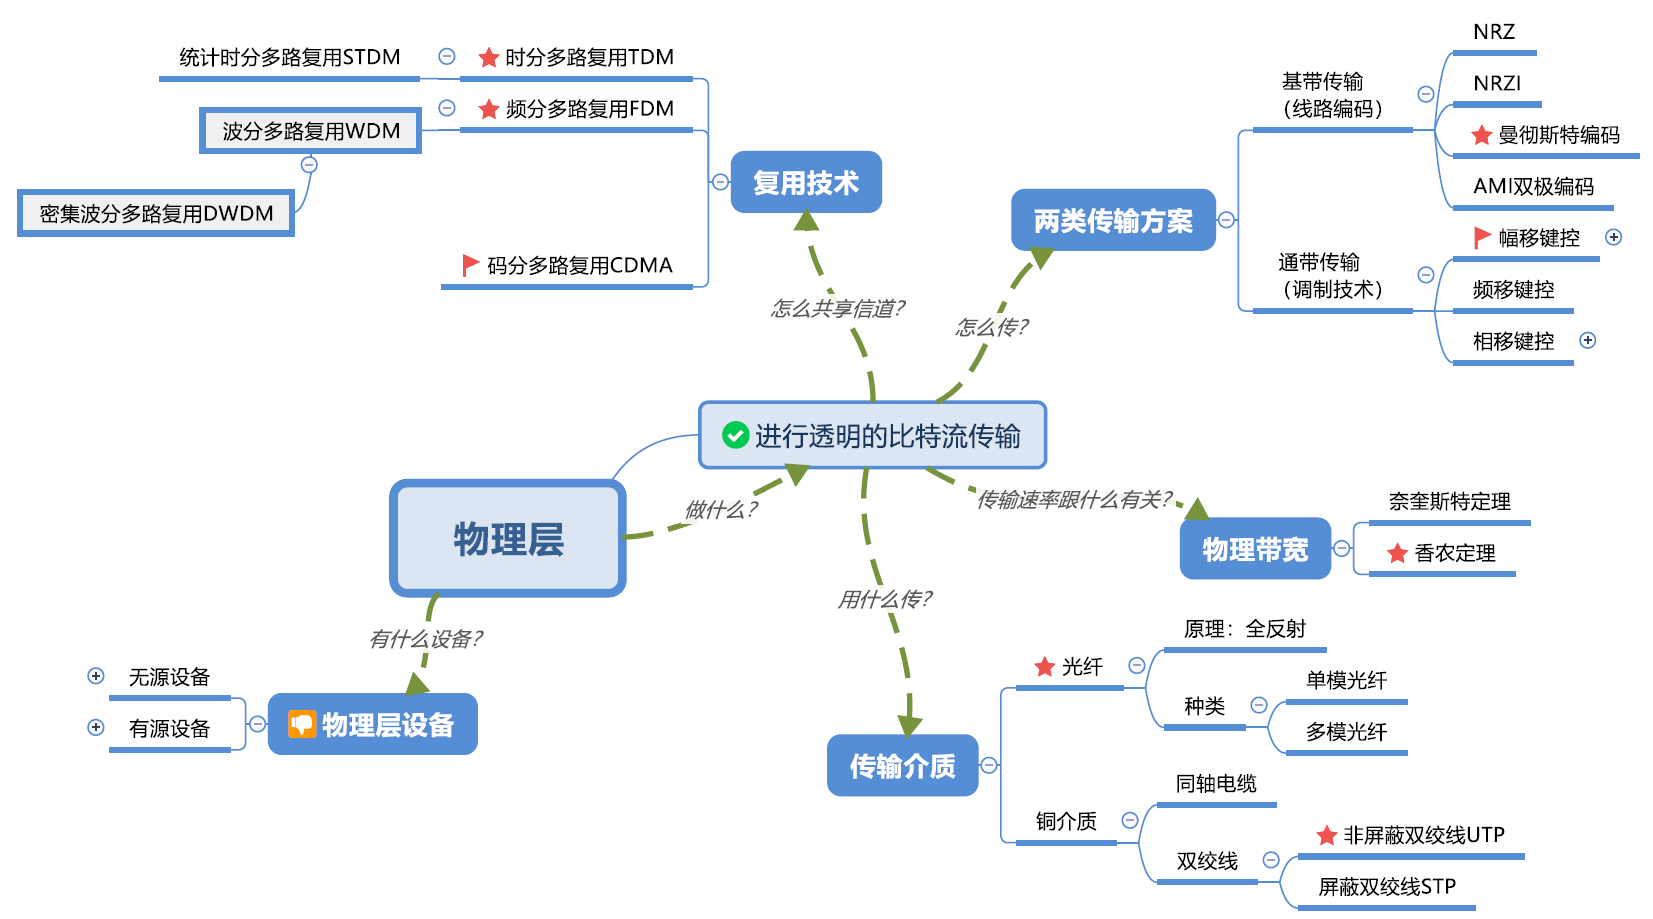 统计时分多路复用STDM
时分多路复用TDM
波分多路复用WDM
频分多路复用FDM
密集波分多路复用DWDM
码分多路复用CDMA
复用技术
怎么共享信道?
两类传输方案
怎么传?
基带传输
（线路编码）
NRZ
NRZI
曼彻斯特编码
AMI双极编码
通带传输
（调制技术）
幅移键控
频移键控
相移键控
进行透明的比特流传输
物理层
做什么?
传输速率跟什么有关?
物理带宽
奈奎斯特定理
香农定理
用什么传?
有什么设备?
物理层设备
无源设备
有源设备
传输介质
光纤
原理：全反射
种类
单模光纤
多模光纤
铜介质
同轴电缆
双绞线
非屏蔽双绞线UTP
屏蔽双绞线STP